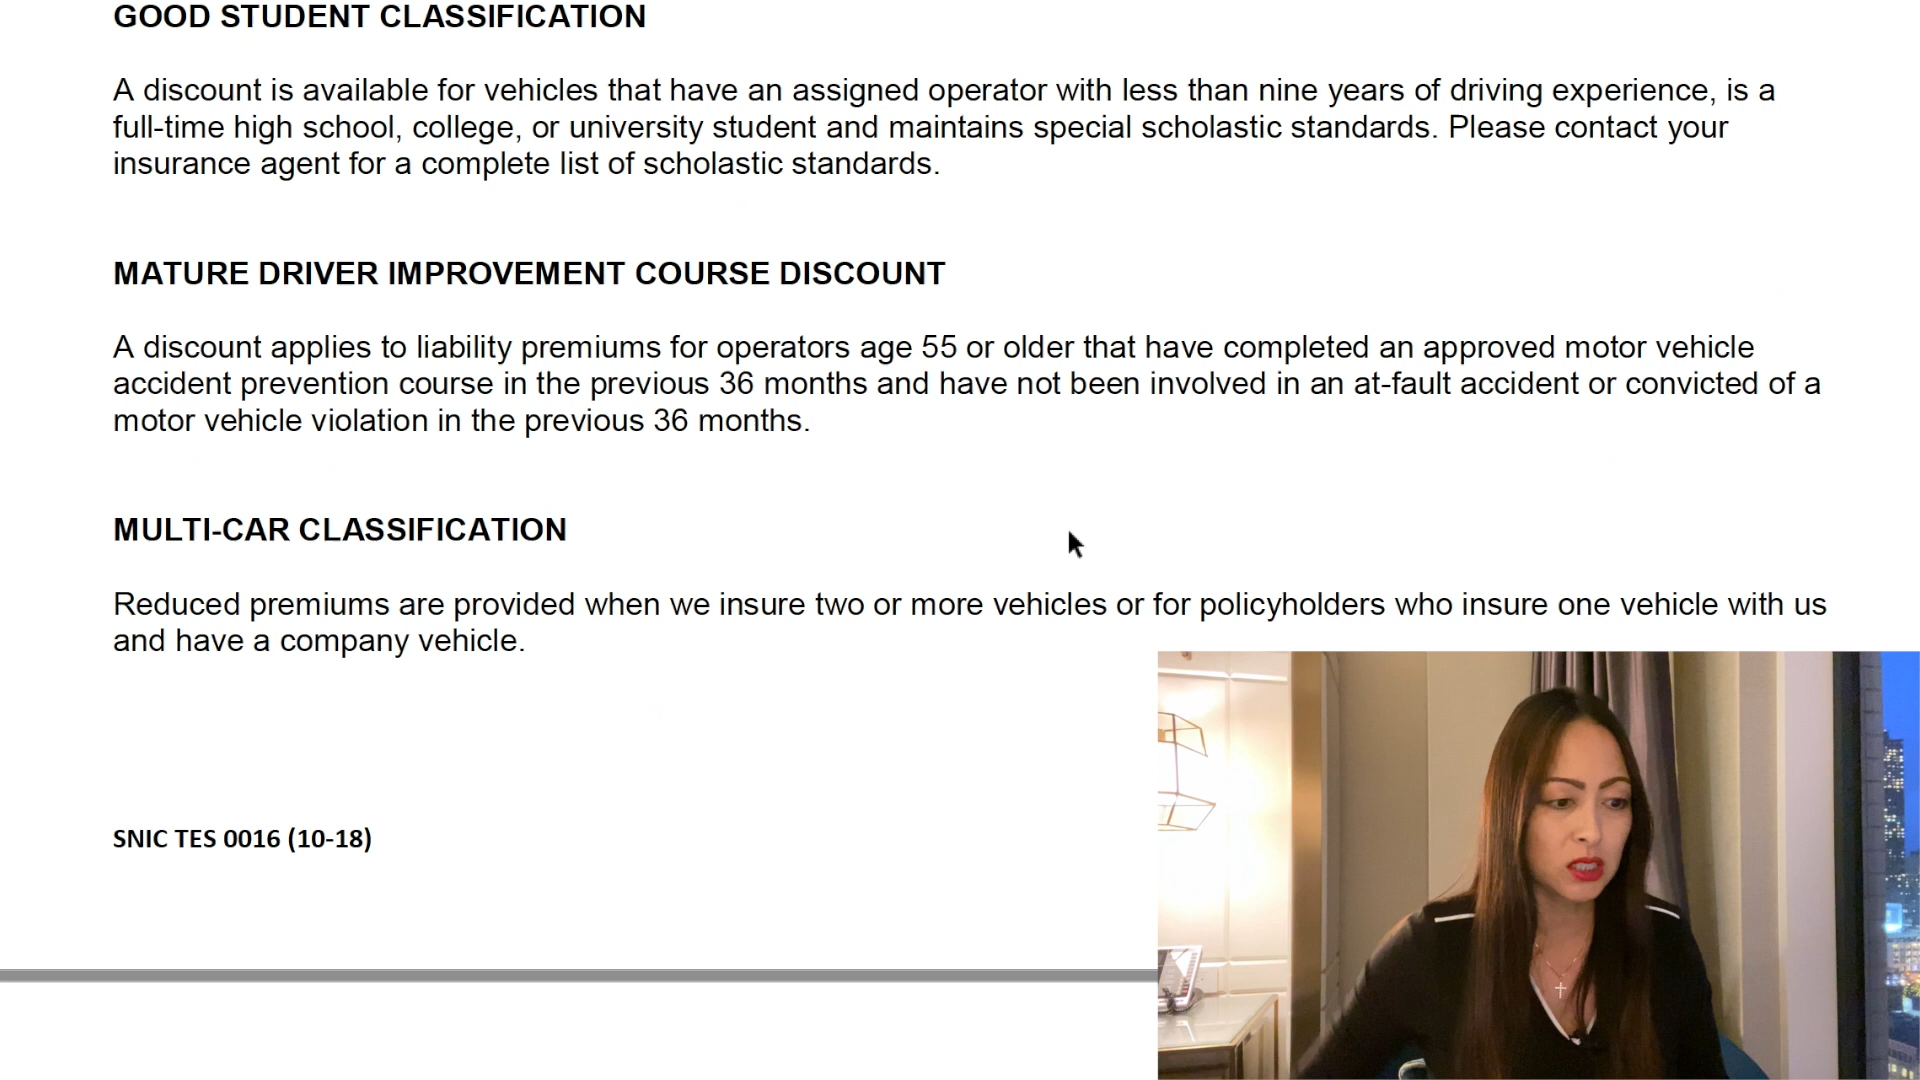 GOOD STUDENT CLASSIFICATION
A discount is available for vehicles that have an assigned operator with less than nine years of driving experience, is a
full-time high school, college, or university student and maintains special scholastic standards. Please contact your
insurance agent for a complete list of scholastic standards.
MATURE DRIVER IMPROVEMENT COURSE DISCOUNT
A discount applies to liability premiums for operators age 55 or older that have completed an approved motor vehicle
accident prevention course in the previous 36 months and have not been involved in an at-fault accident or convicted of a
motor vehicle violation in the previous 36 months.
MULTI-CAR CLASSIFICATION
Reduced premiums are provided when we insure two or more vehicles or for policyholders who insure one vehicle with us
and have a company vehicle.
SNIC TES 0016 (10-18)